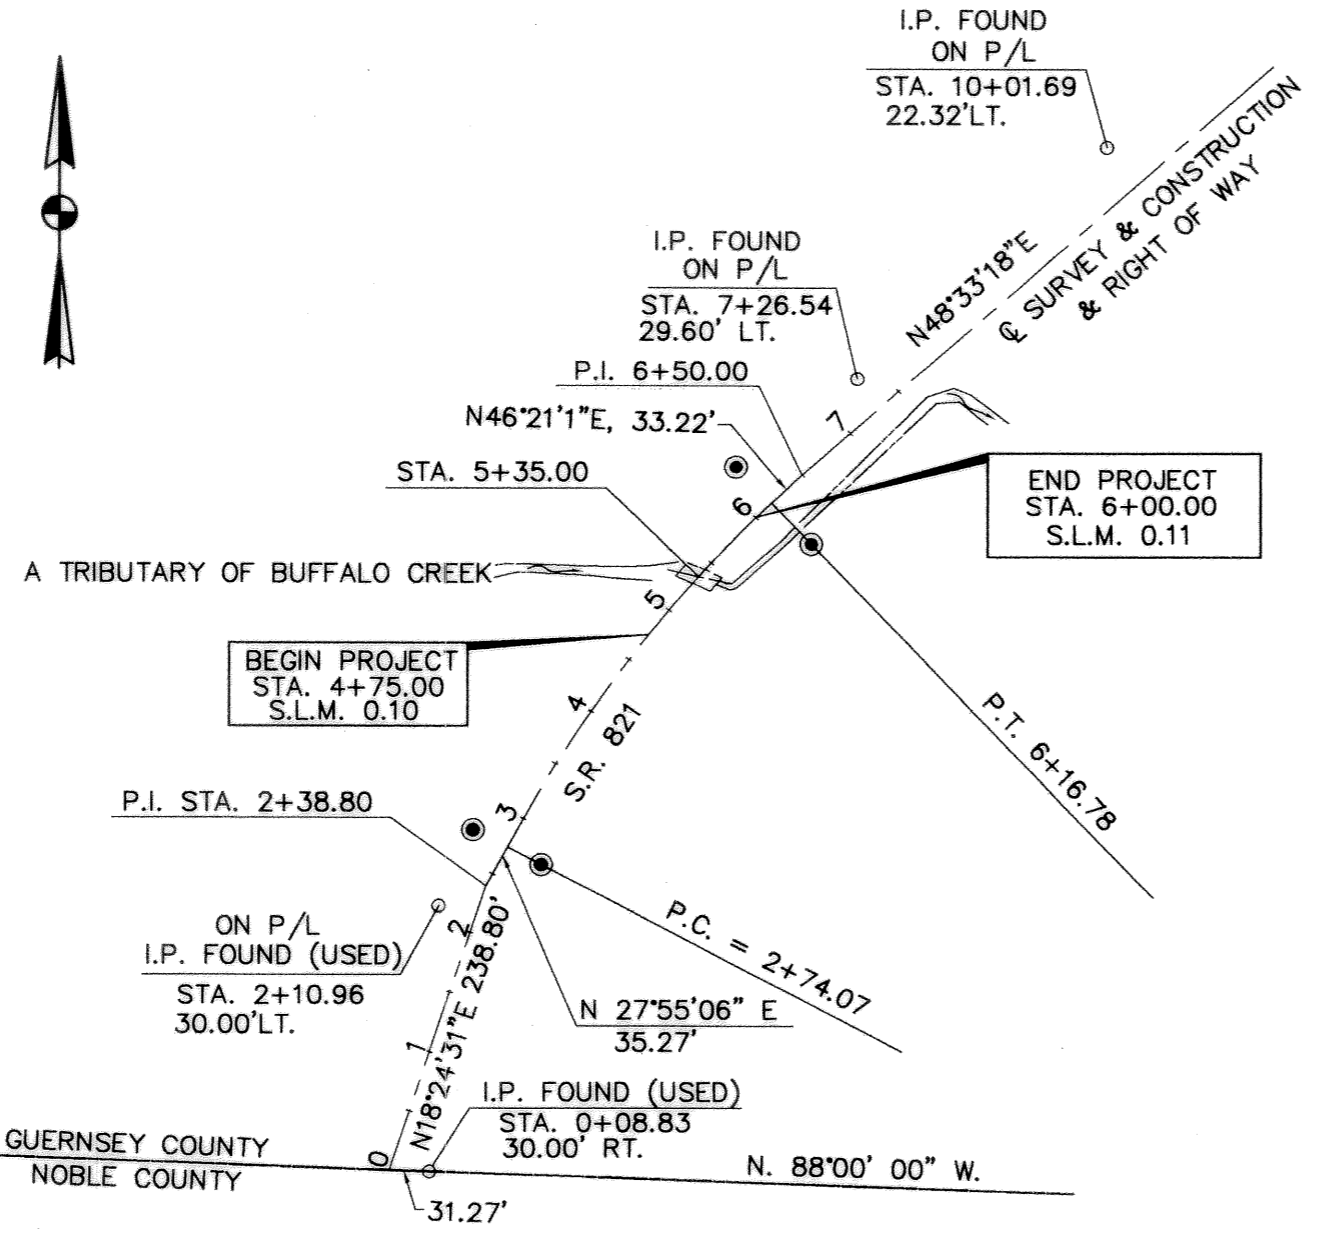 I.P. FOUND
ON P/L
STA. 10+01.69
22.32'LT.
I.P. FOUND
ON P/L
STA. 7+26.54
29.60' LT.
N48°33'18"E
℄ SURVEY & CONSTRUCTION
& RIGHT OF WAY
P.I. 6+50.00
N46°21'1"E, 33.22'
7
STA. 5+35.00
6
END PROJECT
STA. 6+00.00
S.L.M. 0.11
A TRIBUTARY OF BUFFALO CREEK
5
BEGIN PROJECT
STA. 4+75.00
S.L.M. 0.10
4
S.R. 821
P.T. 6+16.78
P.I. STA. 2+38.80
3
P.C. = 2+74.07
ON P/L
I.P. FOUND (USED)
STA. 2+10.96
30.00'LT.
2
N18°24'31"E 238.80'
N 27°55'06" E
35.27'
1
I.P. FOUND (USED)
STA. 0+08.83
30.00' RT.
GUERNSEY COUNTY
NOBLE COUNTY
0
N. 88°00' 00" W.
31.27'